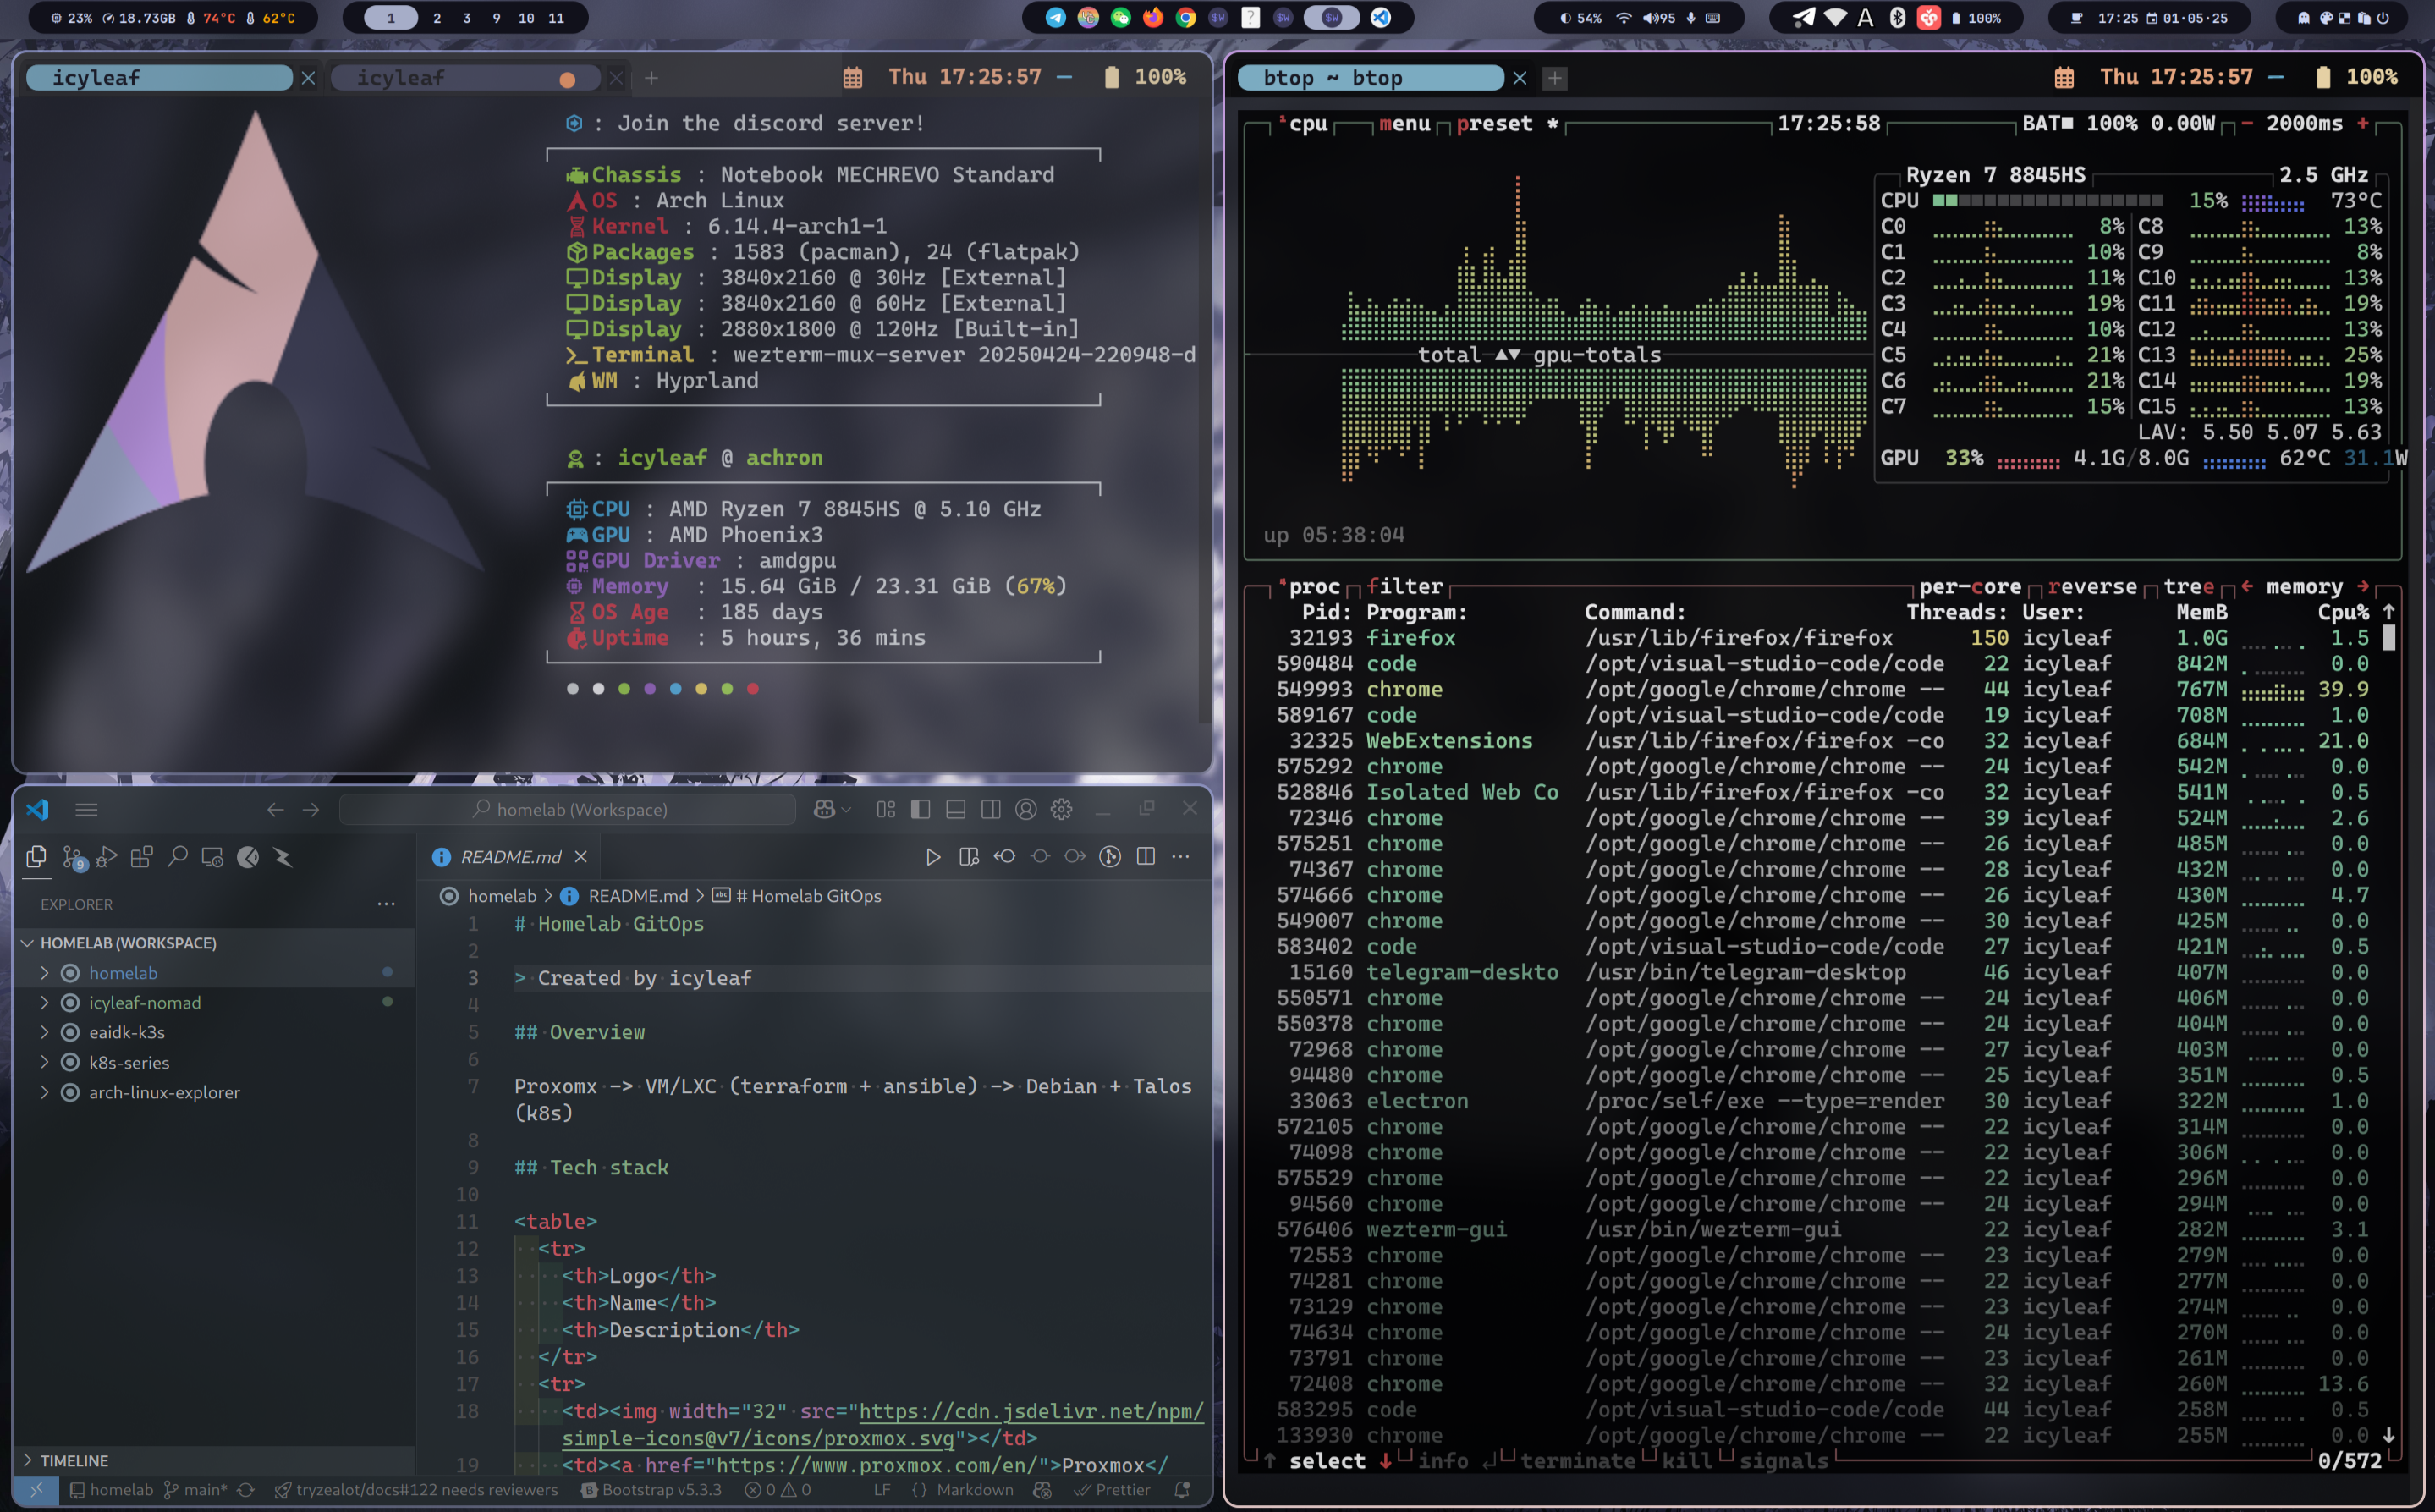 23% 18.73GB 74°C 62°C
1 2 3 9 10 11
54% 95
A 100%
17:25 01·05·25
icyleaf icyleaf + Thu 17:25:57 — 100%
: Join the discord server!
Chassis : Notebook MECHREVO Standard
OS : Arch Linux
Kernel : 6.14.4-arch1-1
Packages : 1583 (pacman), 24 (flatpak)
Display : 3840x2160 @ 30Hz [External]
Display : 3840x2160 @ 60Hz [External]
Display : 2880x1800 @ 120Hz [Built-in]
Terminal : wezterm-mux-server 20250424-220948-d
WM : Hyprland
: icyleaf @ achron
CPU : AMD Ryzen 7 8845HS @ 5.10 GHz
GPU : AMD Phoenix3
GPU Driver : amdgpu
Memory : 15.64 GiB / 23.31 GiB (67%)
OS Age : 185 days
Uptime : 5 hours, 36 mins
homelab (Workspace)
9
README.md
EXPLORER
homelab > README.md > # Homelab GitOps
HOMELAB (WORKSPACE)
homelab
icyleaf-nomad
eaidk-k3s
k8s-series
arch-linux-explorer
TIMELINE
1 # Homelab GitOps
2
3 > Created by icyleaf
4
5 ## Overview
6
7 Proxomx -> VM/LXC (terraform + ansible) -> Debian + Talos
(k8s)
8
9 ## Tech stack
10
11 <table>
12 <tr>
13 <th>Logo</th>
14 <th>Name</th>
15 <th>Description</th>
16 </tr>
17 <tr>
18 <td><img width="32" src="https://cdn.jsdelivr.net/npm/
simple-icons@v7/icons/proxmox.svg"></td>
19 <td><a href="https://www.proxmox.com/en/">Proxmox</
homelab main* tryzealot/docs#122 needs reviewers Bootstrap v5.3.3 0 0 LF {} Markdown Prettier
btop ~ btop + Thu 17:25:57 — 100%
¹cpu menu preset * 17:25:58 BAT■ 100% 0.00W - 2000ms +
Ryzen 7 8845HS 2.5 GHz
CPU 15% 73°C
C0 8% C8 13%
C1 10% C9 8%
C2 11% C10 13%
C3 19% C11 19%
C4 10% C12 13%
total ▲▼ gpu-totals
C5 21% C13 25%
C6 21% C14 19%
C7 15% C15 13%
LAV: 5.50 5.07 5.63
GPU 33% 4.1G/8.0G 62°C 31.1W
up 05:38:04
⁴proc filter per-core reverse tree ← memory →
Pid: Program: Command: Threads: User: MemB Cpu% ↑
32193 firefox /usr/lib/firefox/firefox 150 icyleaf 1.0G 1.5
590484 code /opt/visual-studio-code/code 22 icyleaf 842M 0.0
549993 chrome /opt/google/chrome/chrome -- 44 icyleaf 767M 39.9
589167 code /opt/visual-studio-code/code 19 icyleaf 708M 1.0
32325 WebExtensions /usr/lib/firefox/firefox -co 32 icyleaf 684M 21.0
575292 chrome /opt/google/chrome/chrome -- 24 icyleaf 542M 0.0
528846 Isolated Web Co /usr/lib/firefox/firefox -co 32 icyleaf 541M 0.5
72346 chrome /opt/google/chrome/chrome -- 39 icyleaf 524M 2.6
575251 chrome /opt/google/chrome/chrome -- 26 icyleaf 485M 0.0
74367 chrome /opt/google/chrome/chrome -- 28 icyleaf 432M 0.0
574666 chrome /opt/google/chrome/chrome -- 26 icyleaf 430M 4.7
549007 chrome /opt/google/chrome/chrome -- 30 icyleaf 425M 0.0
583402 code /opt/visual-studio-code/code 27 icyleaf 421M 0.5
15160 telegram-deskto /usr/bin/telegram-desktop 46 icyleaf 407M 0.0
550571 chrome /opt/google/chrome/chrome -- 24 icyleaf 406M 0.0
550378 chrome /opt/google/chrome/chrome -- 24 icyleaf 404M 0.0
72968 chrome /opt/google/chrome/chrome -- 27 icyleaf 403M 0.0
94480 chrome /opt/google/chrome/chrome -- 25 icyleaf 351M 0.5
33063 electron /proc/self/exe --type=render 30 icyleaf 322M 1.0
572105 chrome /opt/google/chrome/chrome -- 22 icyleaf 314M 0.0
74098 chrome /opt/google/chrome/chrome -- 22 icyleaf 306M 0.0
575529 chrome /opt/google/chrome/chrome -- 22 icyleaf 296M 0.0
94560 chrome /opt/google/chrome/chrome -- 24 icyleaf 294M 0.0
576406 wezterm-gui /usr/bin/wezterm-gui 22 icyleaf 282M 3.1
72553 chrome /opt/google/chrome/chrome -- 23 icyleaf 279M 0.0
74281 chrome /opt/google/chrome/chrome -- 22 icyleaf 277M 0.0
73129 chrome /opt/google/chrome/chrome -- 23 icyleaf 274M 0.0
74634 chrome /opt/google/chrome/chrome -- 24 icyleaf 270M 0.0
73791 chrome /opt/google/chrome/chrome -- 23 icyleaf 261M 0.0
72408 chrome /opt/google/chrome/chrome -- 32 icyleaf 260M 13.6
583295 code /opt/visual-studio-code/code 44 icyleaf 258M 0.5
133930 chrome /opt/google/chrome/chrome -- 22 icyleaf 255M 0.0 ↓
↑ select ↓ info ↲ terminate kill signals 0/572